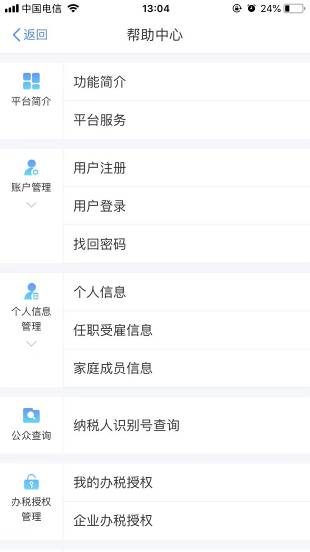 中国电信 13:04 24%
返回 帮助中心
平台简介
功能简介
平台服务
账户管理
用户注册
用户登录
找回密码
个人信息
管理
个人信息
任职受雇信息
家庭成员信息
公众查询
纳税人识别号查询
办税授权
管理
我的办税授权
企业办税授权